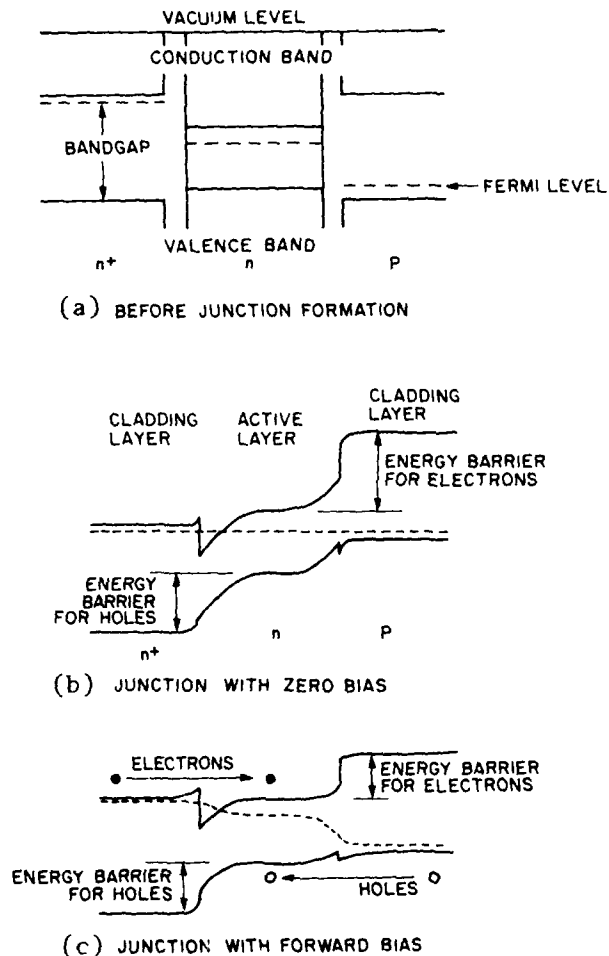 VACUUM LEVEL
CONDUCTION BAND
BANDGAP
FERMI LEVEL
VALENCE BAND
n+ n P
(a) BEFORE JUNCTION FORMATION
CLADDING
LAYER
ACTIVE
LAYER
CLADDING
LAYER
ENERGY BARRIER
FOR ELECTRONS
ENERGY
BARRIER
FOR HOLES
n+ n P
(b) JUNCTION WITH ZERO BIAS
ELECTRONS
ENERGY BARRIER
FOR ELECTRONS
ENERGY BARRIER
FOR HOLES
HOLES
(c) JUNCTION WITH FORWARD BIAS